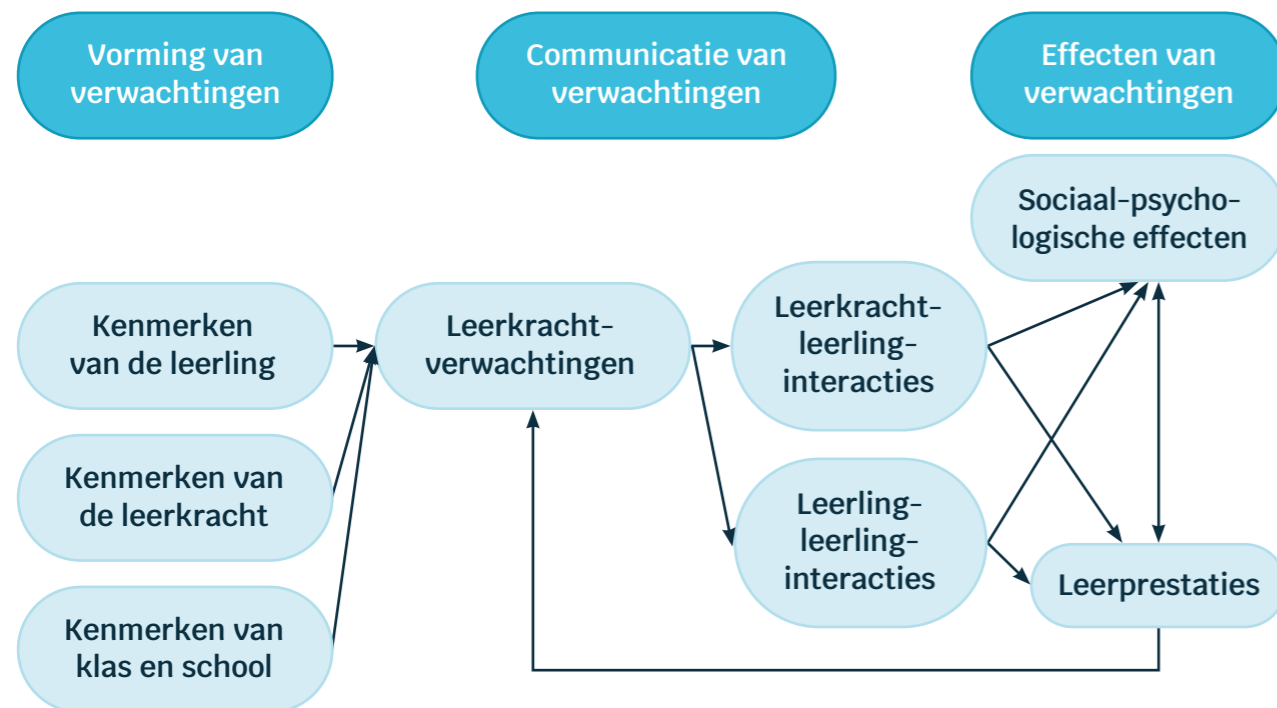 Vorming van
verwachtingen
Communicatie van
verwachtingen
Effecten van
verwachtingen
Sociaal-psycho-
logische effecten
Kenmerken
van de leerling
Leerkracht-
verwachtingen
Leerkracht-
leerling-
interacties
Kenmerken van
de leerkracht
Leerling-
leerling-
interacties
Leerprestaties
Kenmerken van
klas en school